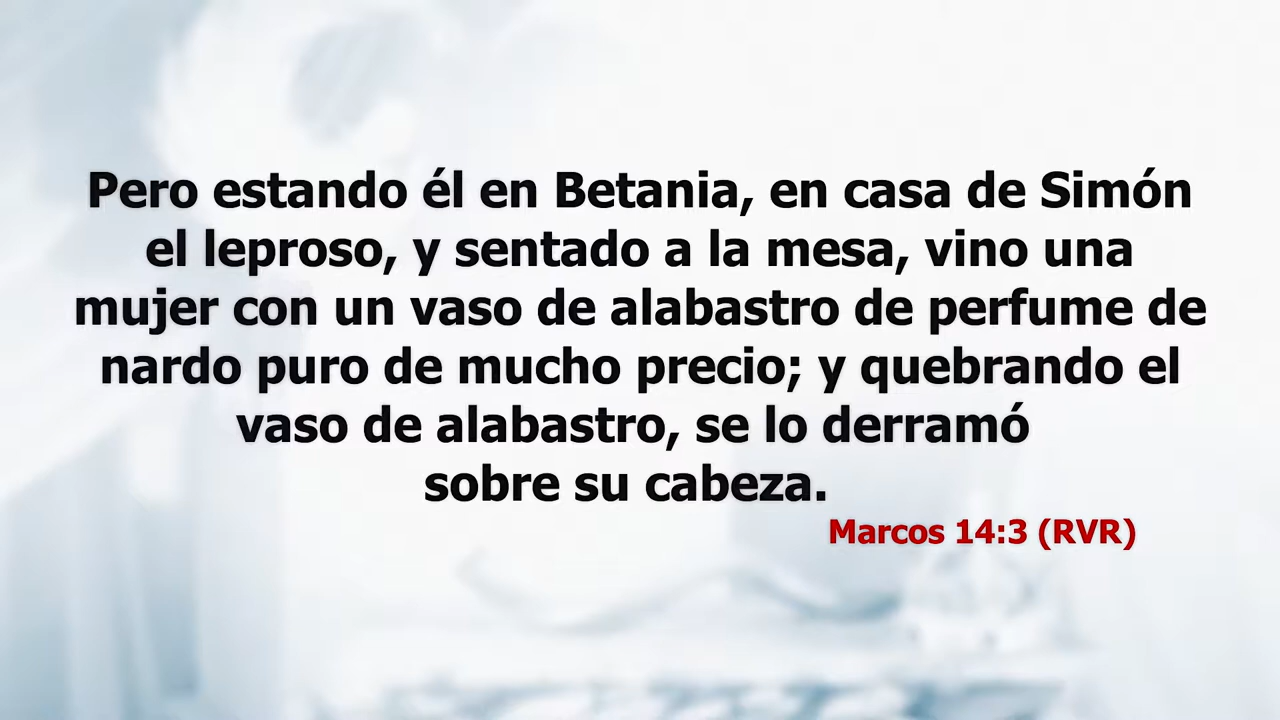 Pero estando él en Betania, en casa de Simón
el leproso, y sentado a la mesa, vino una
mujer con un vaso de alabastro de perfume de
nardo puro de mucho precio; y quebrando el
vaso de alabastro, se lo derramó
sobre su cabeza.
Marcos 14:3 (RVR)